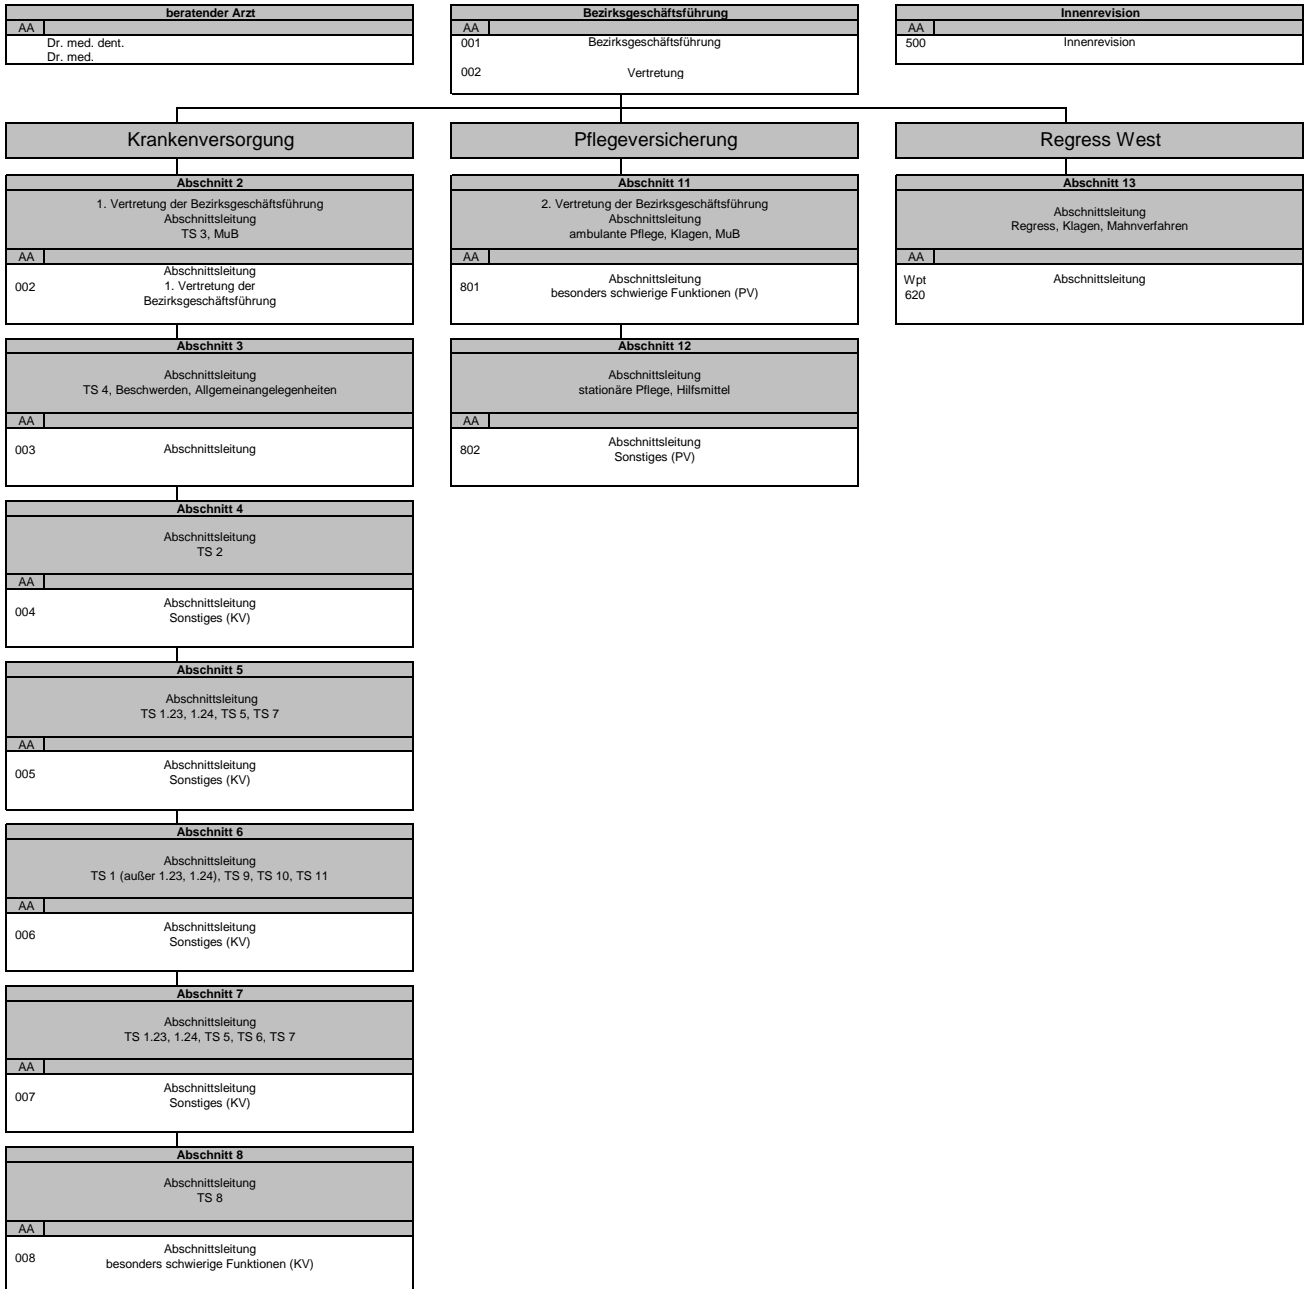 beratender Arzt
AA
Dr. med. dent.
Dr. med.
Bezirksgeschäftsführung
AA
001 Bezirksgeschäftsführung
002 Vertretung
Innenrevision
AA
500 Innenrevision
Krankenversorgung
Abschnitt 2
1. Vertretung der Bezirksgeschäftsführung
Abschnittsleitung
TS 3, MuB
AA
Abschnittsleitung
002 1. Vertretung der
Bezirksgeschäftsführung
Abschnitt 3
Abschnittsleitung
TS 4, Beschwerden, Allgemeinangelegenheiten
AA
003 Abschnittsleitung
Abschnitt 4
Abschnittsleitung
TS 2
AA
004 Abschnittsleitung
Sonstiges (KV)
Abschnitt 5
Abschnittsleitung
TS 1.23, 1.24, TS 5, TS 7
AA
005 Abschnittsleitung
Sonstiges (KV)
Abschnitt 6
Abschnittsleitung
TS 1 (außer 1.23, 1.24), TS 9, TS 10, TS 11
AA
006 Abschnittsleitung
Sonstiges (KV)
Abschnitt 7
Abschnittsleitung
TS 1.23, 1.24, TS 5, TS 6, TS 7
AA
007 Abschnittsleitung
Sonstiges (KV)
Abschnitt 8
Abschnittsleitung
TS 8
AA
008 Abschnittsleitung
besonders schwierige Funktionen (KV)
Pflegeversicherung
Abschnitt 11
2. Vertretung der Bezirksgeschäftsführung
Abschnittsleitung
ambulante Pflege, Klagen, MuB
AA
801 Abschnittsleitung
besonders schwierige Funktionen (PV)
Abschnitt 12
Abschnittsleitung
stationäre Pflege, Hilfsmittel
AA
802 Abschnittsleitung
Sonstiges (PV)
Regress West
Abschnitt 13
Abschnittsleitung
Regress, Klagen, Mahnverfahren
AA
Wpt Abschnittsleitung
620